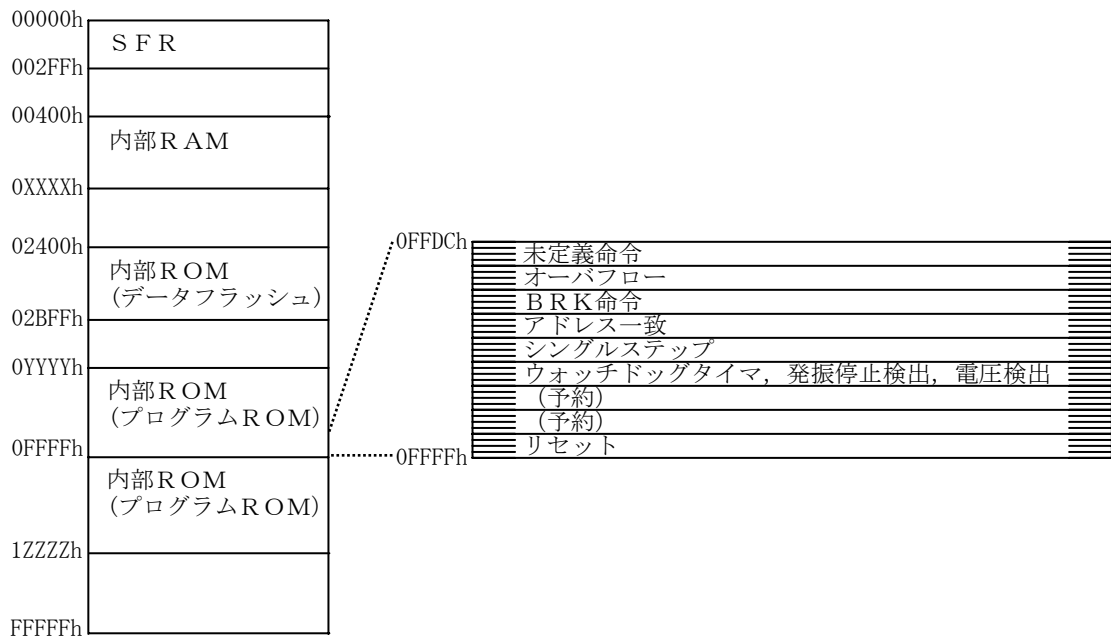 00000h
ＳＦＲ
002FFh
00400h
内部ＲＡＭ
0XXXXh
02400h
内部ＲＯＭ
(データフラッシュ)
02BFFh
0YYYYh
内部ＲＯＭ
(プログラムＲＯＭ)
0FFFFh
内部ＲＯＭ
(プログラムＲＯＭ)
1ZZZZh
FFFFFh
0FFDCh
未定義命令
オーバフロー
ＢＲＫ命令
アドレス一致
シングルステップ
ウォッチドッグタイマ，発振停止検出，電圧検出
(予約)
(予約)
リセット
0FFFFh